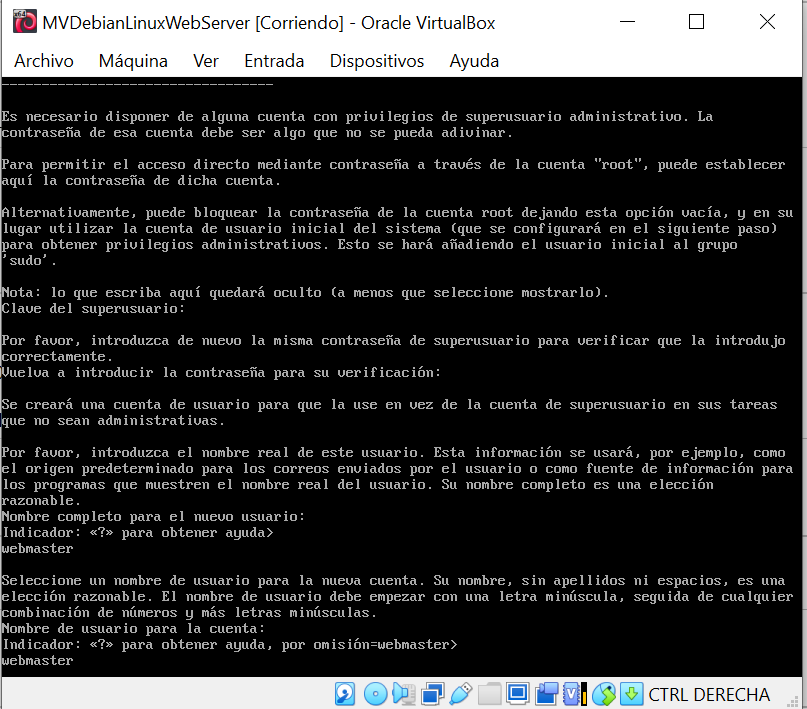 MVDebianLinuxWebServer [Corriendo] - Oracle VirtualBox
Archivo Máquina Ver Entrada Dispositivos Ayuda
----------------------------------
Es necesario disponer de alguna cuenta con privilegios de superusuario administrativo. La
contraseña de esa cuenta debe ser algo que no se pueda adivinar.
Para permitir el acceso directo mediante contraseña a través de la cuenta "root", puede establecer
aquí la contraseña de dicha cuenta.
Alternativamente, puede bloquear la contraseña de la cuenta root dejando esta opción vacía, y en su
lugar utilizar la cuenta de usuario inicial del sistema (que se configurará en el siguiente paso)
para obtener privilegios administrativos. Esto se hará añadiendo el usuario inicial al grupo
'sudo'.
Nota: lo que escriba aquí quedará oculto (a menos que seleccione mostrarlo).
Clave del superusuario:
Por favor, introduzca de nuevo la misma contraseña de superusuario para verificar que la introdujo
correctamente.
Vuelva a introducir la contraseña para su verificación:
Se creará una cuenta de usuario para que la use en vez de la cuenta de superusuario en sus tareas
que no sean administrativas.
Por favor, introduzca el nombre real de este usuario. Esta información se usará, por ejemplo, como
el origen predeterminado para los correos enviados por el usuario o como fuente de información para
los programas que muestren el nombre real del usuario. Su nombre completo es una elección
razonable.
Nombre completo para el nuevo usuario:
Indicador: «?» para obtener ayuda>
webmaster
Seleccione un nombre de usuario para la nueva cuenta. Su nombre, sin apellidos ni espacios, es una
elección razonable. El nombre de usuario debe empezar con una letra minúscula, seguida de cualquier
combinación de números y más letras minúsculas.
Nombre de usuario para la cuenta:
Indicador: «?» para obtener ayuda, por omisión=webmaster>
webmaster
CTRL DERECHA